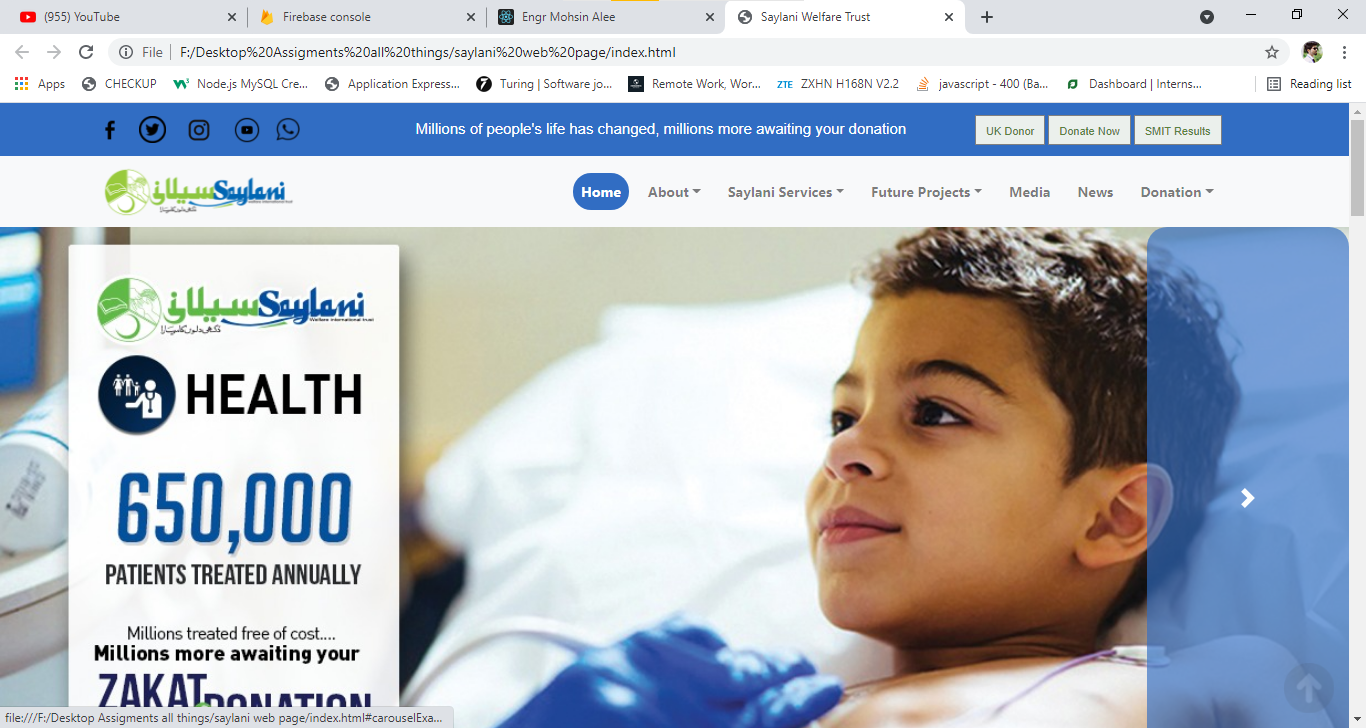 (955) YouTube
Firebase console
Engr Mohsin Alee
Saylani Welfare Trust
File
F:/Desktop%20Assigments%20all%20things/saylani%20web%20page/index.html
Apps
CHECKUP
Node.js MySQL Cre...
Application Express...
Turing | Software jo...
Remote Work, Wor...
ZTE ZXHN H168N V2.2
javascript - 400 (Ba...
Dashboard | Interns...
Reading list
Millions of people's life has changed, millions more awaiting your donation
UK Donor
Donate Now
SMIT Results
سیلانی Saylani
Welfare international trust
Home
About
Saylani Services
Future Projects
Media
News
Donation
سیلانی Saylani
Welfare international trust
HEALTH
650,000
PATIENTS TREATED ANNUALLY
Millions treated free of cost....
Millions more awaiting your
ZAKAT
DONATION
file:///F:/Desktop Assigments all things/saylani web page/index.html#carouselExa...